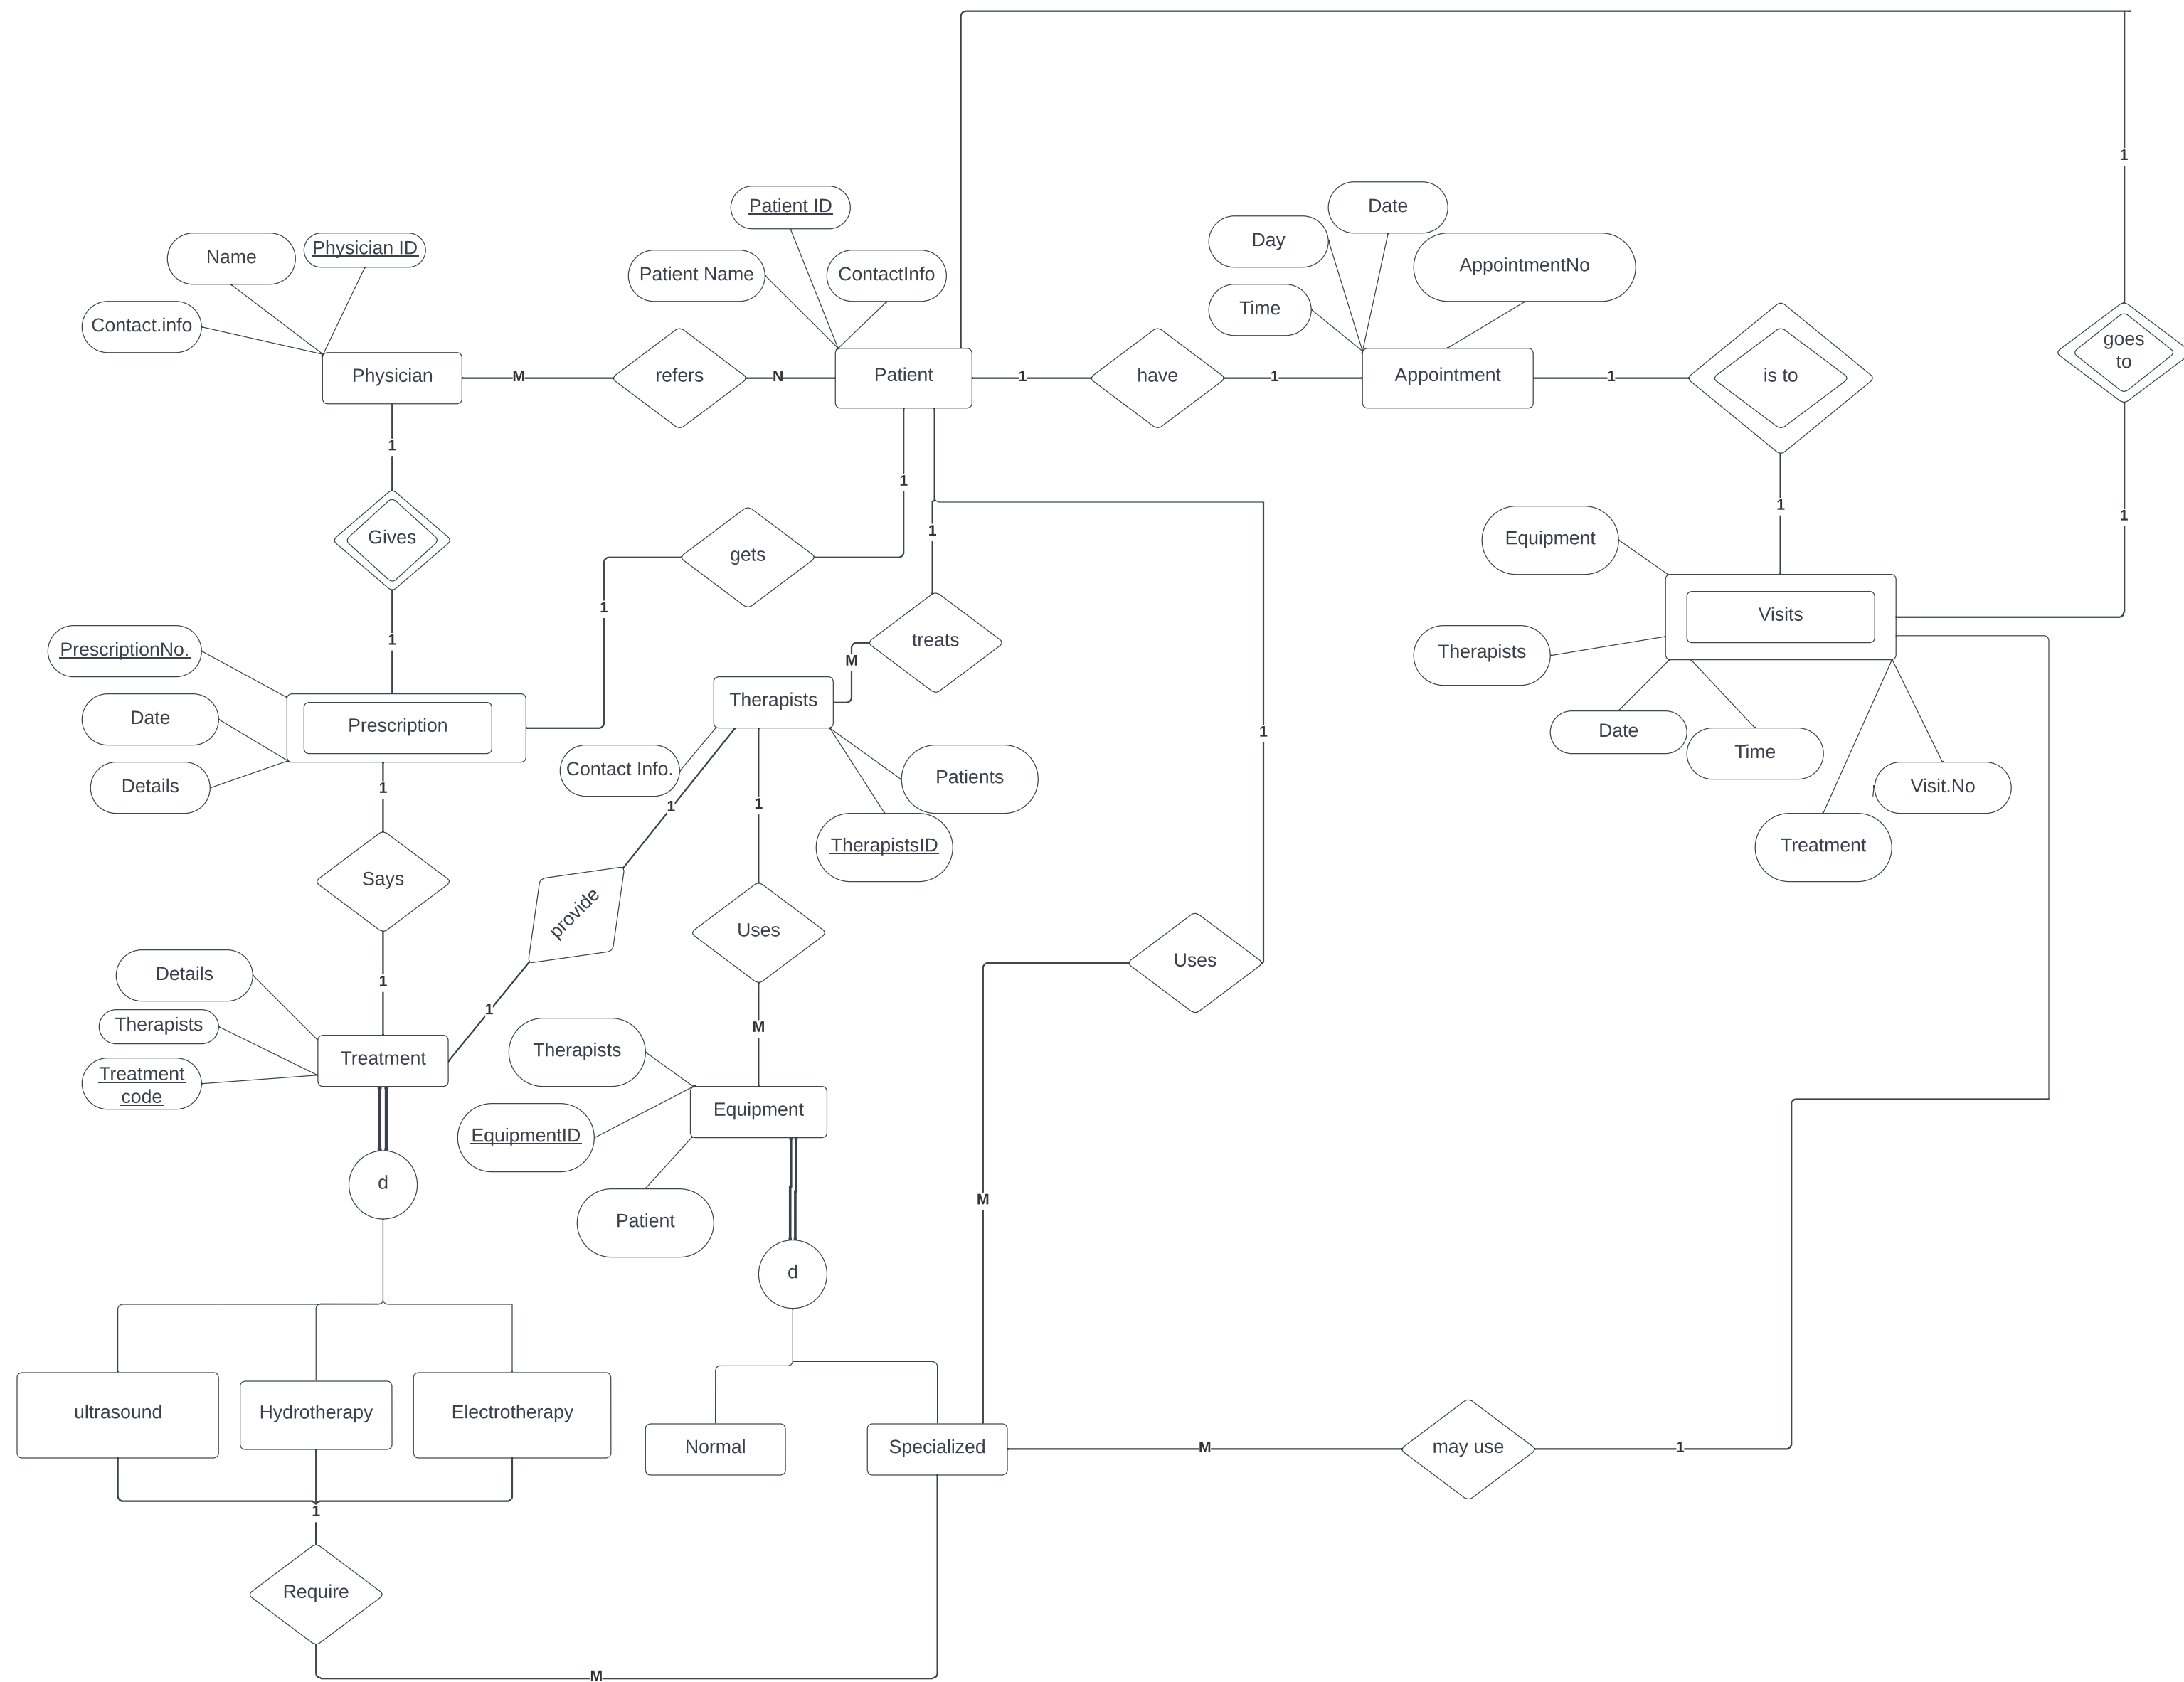 1
Patient ID
Date
Name
Physician ID
Day
AppointmentNo
Patient Name
ContactInfo
Time
Contact.info
goes
to
Physician
M
refers
N
Patient
1
have
1
Appointment
1
is to
1
1
1
1
1
Gives
gets
Equipment
1
1
1
treats
Visits
PrescriptionNo.
M
Therapists
Therapists
Date
Prescription
1
Date
Time
Contact Info.
Patients
Details
1
1
1
Visit.No
TherapistsID
Treatment
Says
provide
Uses
Uses
Details
1
1
M
Therapists
Treatment
code
Treatment
Therapists
Equipment
EquipmentID
d
M
Patient
d
ultrasound
Hydrotherapy
Electrotherapy
Normal
Specialized
M
may use
1
1
Require
M